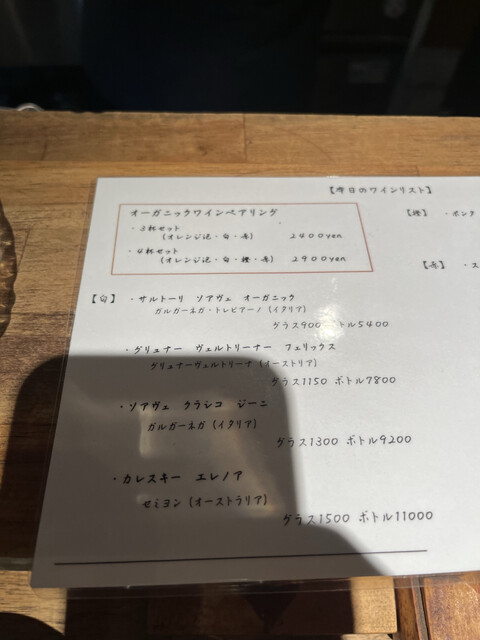 【今日のワインリスト】
オーガニックワインペアリング
・3杯セット
(オレンジ泡・白・赤) 2400yen
・4杯セット
(オレンジ泡・白・橙・赤) 2900yen
【橙】 ・ポンタ
【赤】 ・ス
【白】 ・サルトーリ ソアヴェ オーガニック
ガルガーネガ・トレビアーノ(イタリア)
グラス900 ボトル5400
・グリュナー ヴェルトリーナー フェリックス
グリュナーヴェルトリーナ(イーストリア)
グラス1150 ボトル7800
・ソアヴェ クラシコ ジーニ
ガルガーネガ(イタリア)
グラス1300 ボトル9200
・カレスキー エレノア
セミヨン(オーストラリア)
グラス1500 ボトル11000